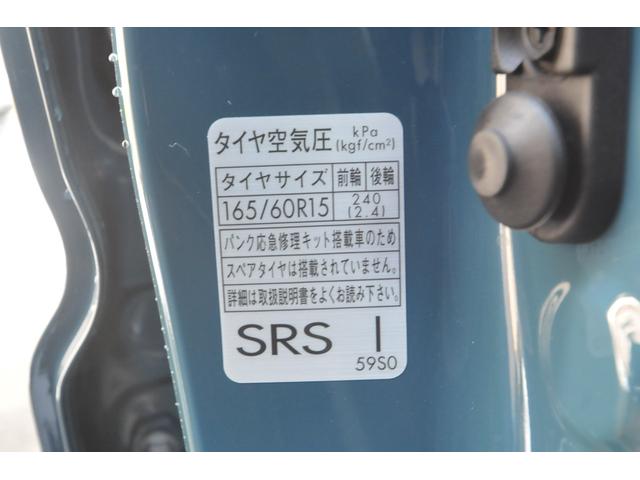 タイヤ空気圧 kPa (kgf/cm²)
タイヤサイズ 前輪 後輪
165/60R15 240 (2.4)
パンク応急修理キット搭載車のため
スペアタイヤは搭載されていません。
詳細は取扱説明書をよくお読み下さい。
SRS I
59S0